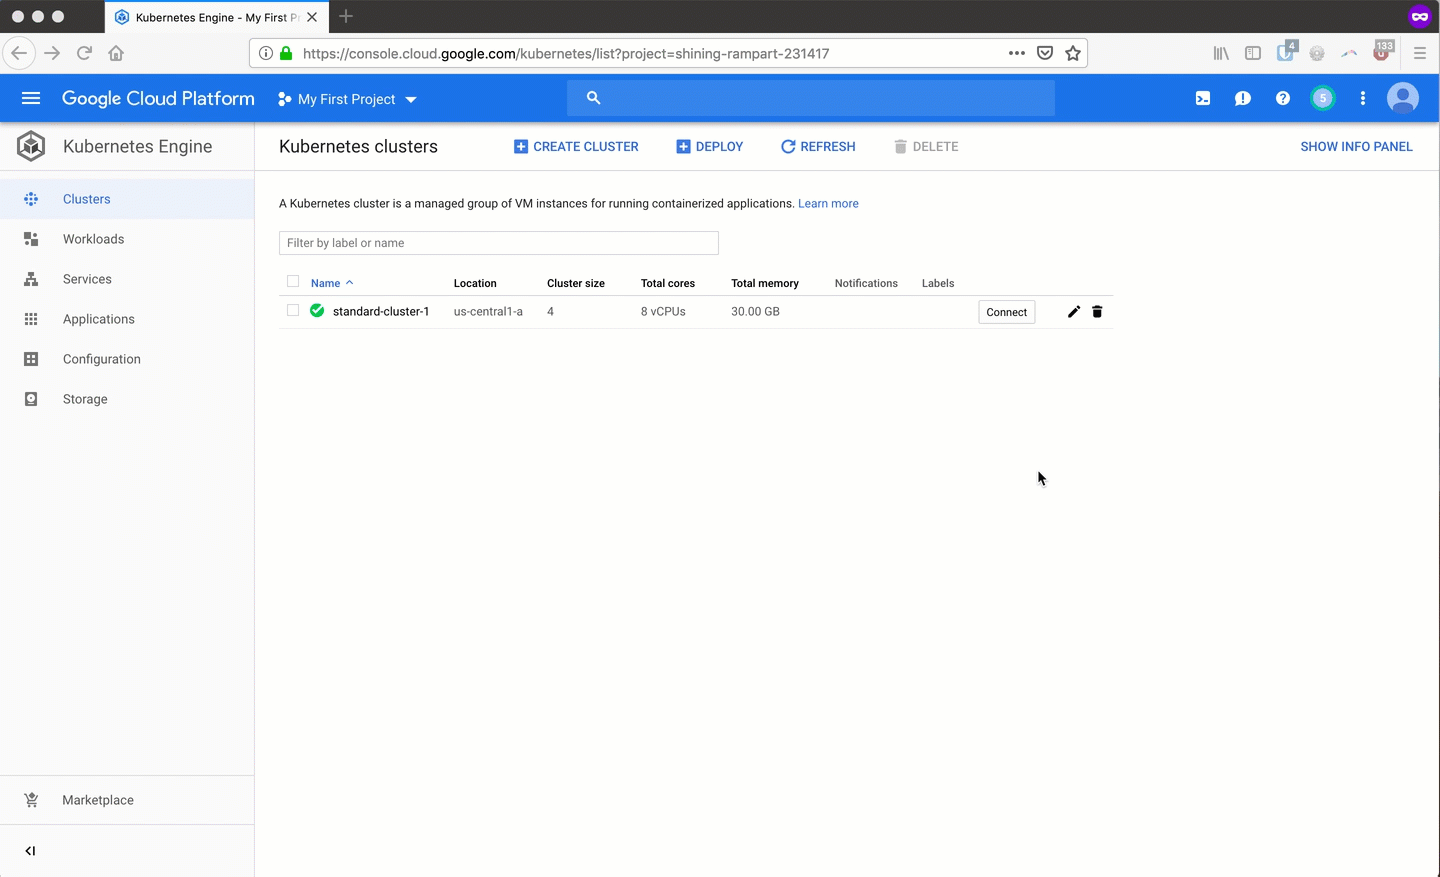 Kubernetes Engine - My First P
https://console.cloud.google.com/kubernetes/list?project=shining-rampart-231417
4
133
Google Cloud Platform
My First Project
5
Kubernetes Engine
Kubernetes clusters
CREATE CLUSTER
DEPLOY
REFRESH
DELETE
SHOW INFO PANEL
Clusters
Workloads
Services
Applications
Configuration
Storage
Marketplace
A Kubernetes cluster is a managed group of VM instances for running containerized applications. Learn more
Filter by label or name
Name Location Cluster size Total cores Total memory Notifications Labels
standard-cluster-1 us-central1-a 4 8 vCPUs 30.00 GB Connect